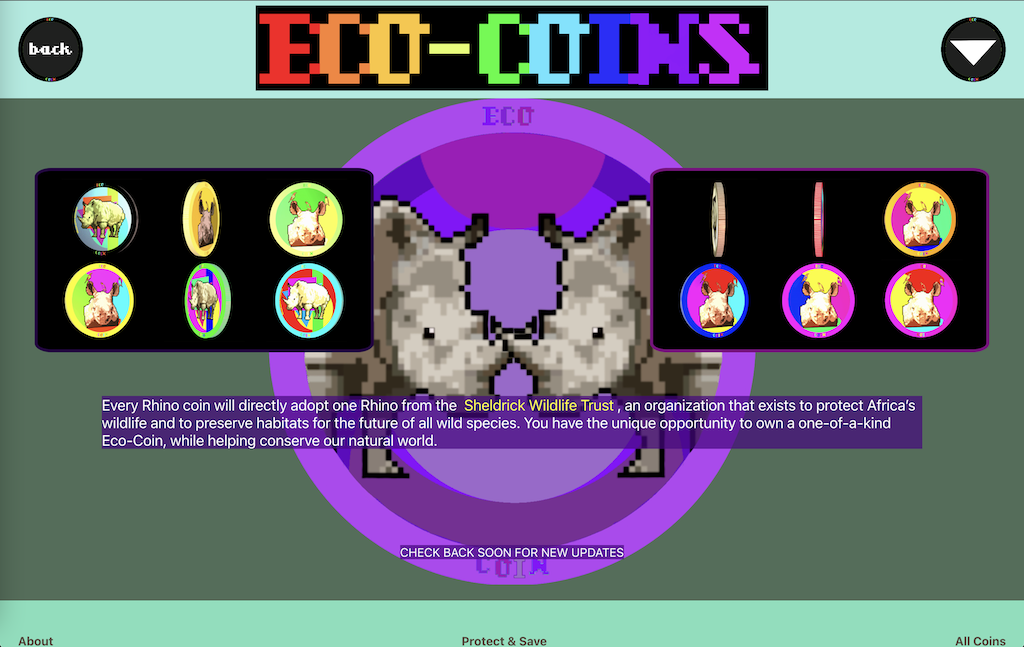 back
ECO-COINS
ECO
Every Rhino coin will directly adopt one Rhino from the Sheldrick Wildlife Trust , an organization that exists to protect Africa's
wildlife and to preserve habitats for the future of all wild species. You have the unique opportunity to own a one-of-a-kind
Eco-Coin, while helping conserve our natural world.
CHECK BACK SOON FOR NEW UPDATES
COIN
About
Protect & Save
All Coins